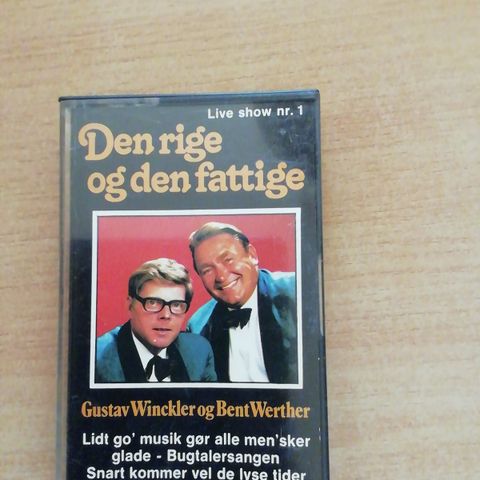 Live show nr. 1
Den rige
og den fattige
Gustav Winckler og Bent Werther
Lidt go' musik gør alle men'sker
glade - Bugtalersangen
Snart kommer vel de lyse tider